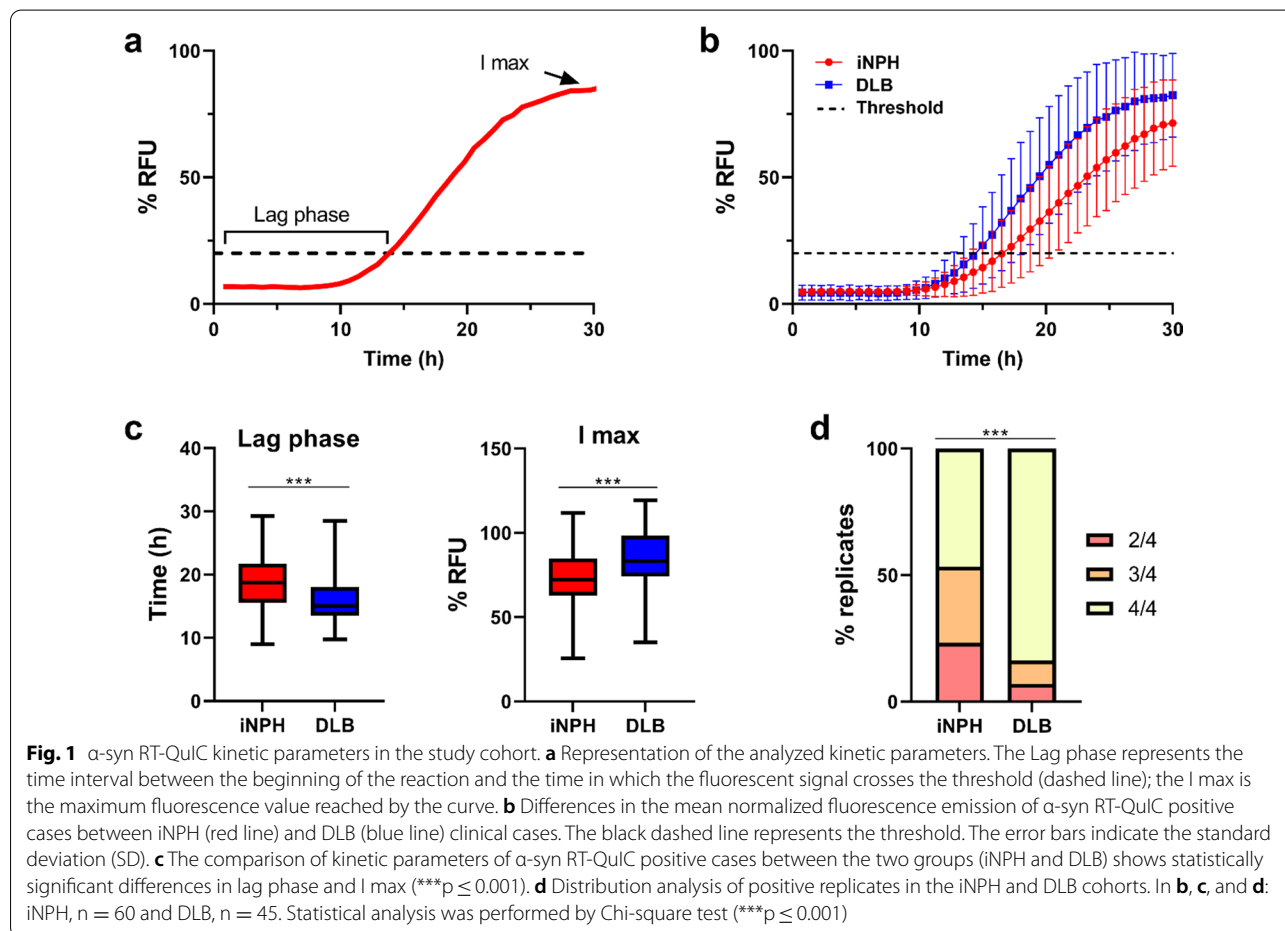 a
100
50
0
% RFU
I max
Lag phase
0 10 20 30
Time (h)
b
100
50
0
% RFU
iNPH
DLB
Threshold
0 10 20 30
Time (h)
c
Lag phase
40
30
20
10
0
Time (h)
***
iNPH DLB
I max
150
100
50
0
% RFU
***
iNPH DLB
d
100
50
0
% replicates
***
iNPH DLB
2/4
3/4
4/4
Fig. 1 α-syn RT-QuIC kinetic parameters in the study cohort. a Representation of the analyzed kinetic parameters. The Lag phase represents the
time interval between the beginning of the reaction and the time in which the fluorescent signal crosses the threshold (dashed line); the I max is
the maximum fluorescence value reached by the curve. b Differences in the mean normalized fluorescence emission of α-syn RT-QuIC positive
cases between iNPH (red line) and DLB (blue line) clinical cases. The black dashed line represents the threshold. The error bars indicate the standard
deviation (SD). c The comparison of kinetic parameters of α-syn RT-QuIC positive cases between the two groups (iNPH and DLB) shows statistically
significant differences in lag phase and I max (***p ≤ 0.001). d Distribution analysis of positive replicates in the iNPH and DLB cohorts. In b, c, and d:
iNPH, n = 60 and DLB, n = 45. Statistical analysis was performed by Chi-square test (***p ≤ 0.001)